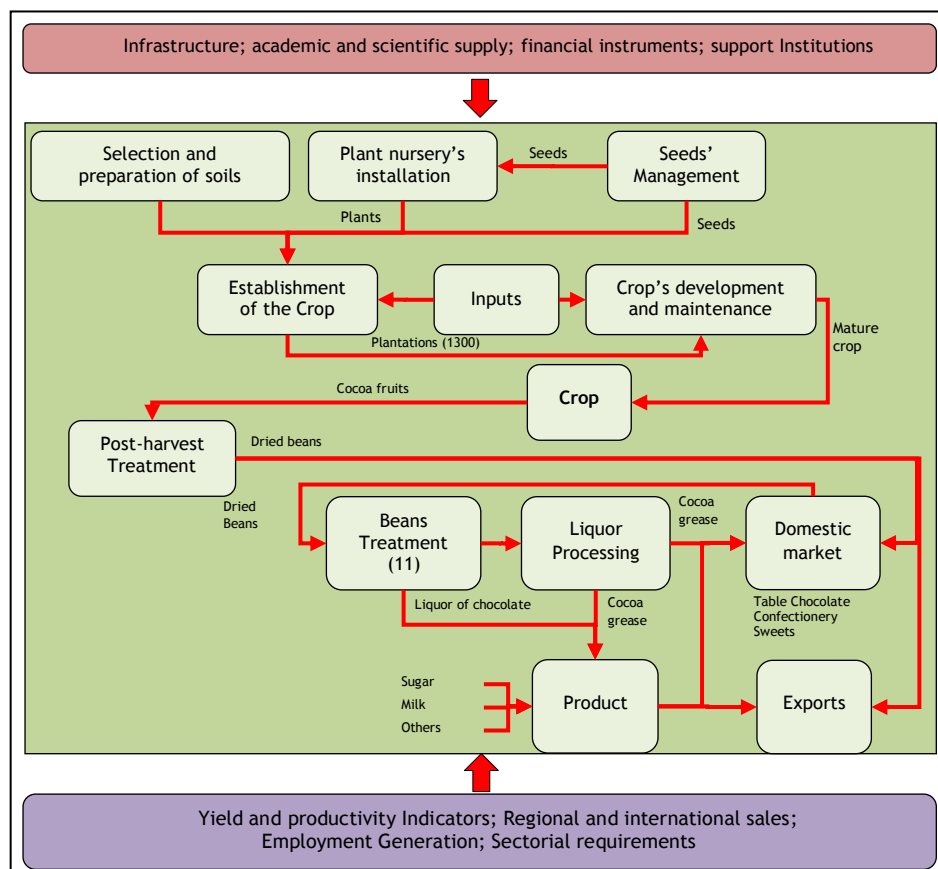 Infrastructure; academic and scientific supply; financial instruments; support Institutions
Selection and
preparation of soils
Plant nursery's
installation
Seeds
Seeds'
Management
Plants
Seeds
Establishment
of the Crop
Inputs
Crop's development
and maintenance
Plantations (1300)
Mature
crop
Cocoa fruits
Crop
Post-harvest
Treatment
Dried beans
Dried
Beans
Beans
Treatment
(11)
Liquor
Processing
Cocoa
grease
Domestic
market
Liquor of chocolate
Cocoa
grease
Table Chocolate
Confectionery
Sweets
Sugar
Milk
Others
Product
Exports
Yield and productivity Indicators; Regional and international sales;
Employment Generation; Sectorial requirements